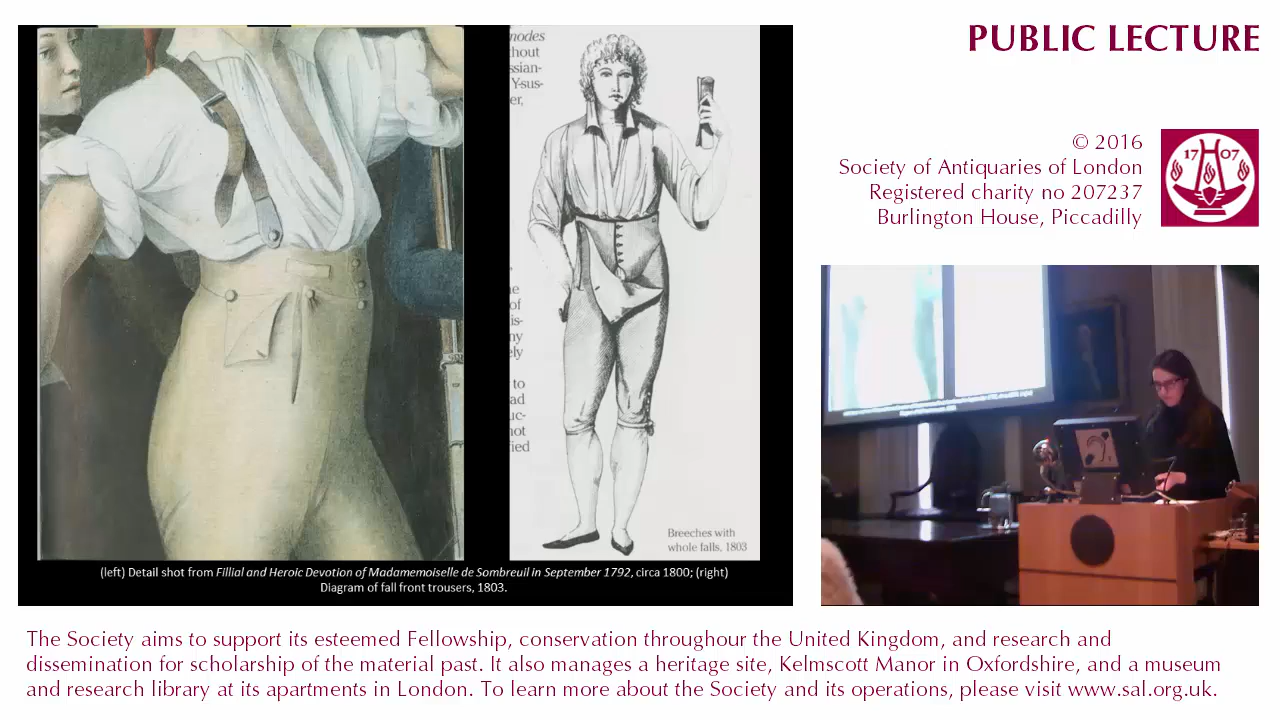 PUBLIC LECTURE
© 2016
Society of Antiquaries of London
Registered charity no 207237
Burlington House, Piccadilly
17 07
nodes
hout
ssian-
Y-sus-
er,
of
is-
ny
ely
to
ad
uc-
not
ied
Breeches with
whole falls, 1803
(left) Detail shot from Fillial and Heroic Devotion of Madamemoiselle de Sombreuil in September 1792, circa 1800; (right)
Diagram of fall front trousers, 1803.
The Society aims to support its esteemed Fellowship, conservation throughour the United Kingdom, and research and
dissemination for scholarship of the material past. It also manages a heritage site, Kelmscott Manor in Oxfordshire, and a museum
and research library at its apartments in London. To learn more about the Society and its operations, please visit www.sal.org.uk.